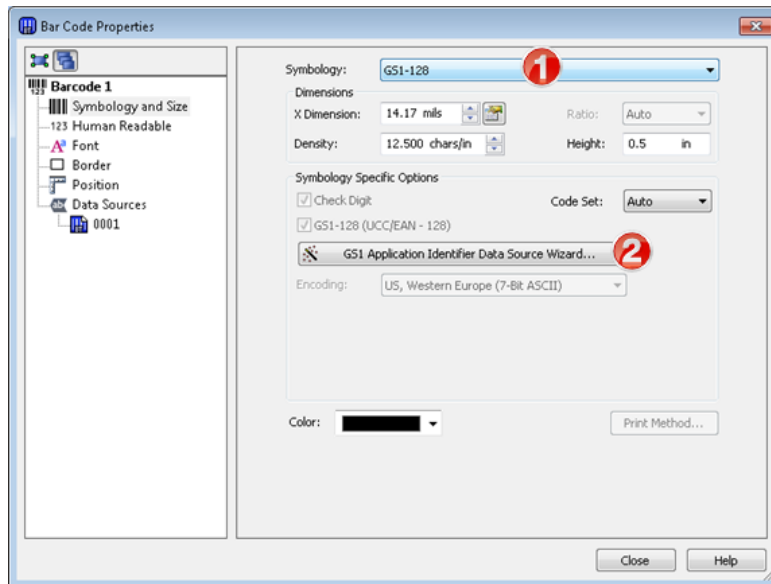 Bar Code Properties
Barcode 1
Symbology and Size
123 Human Readable
Font
Border
Position
Data Sources
0001
Symbology: GS1-128 1
Dimensions
X Dimension: 14.17 mils Ratio: Auto
Density: 12.500 chars/in Height: 0.5 in
Symbology Specific Options
Check Digit Code Set: Auto
GS1-128 (UCC/EAN - 128)
GS1 Application Identifier Data Source Wizard... 2
Encoding: US, Western Europe (7-Bit ASCII)
Color: Print Method...
Close Help